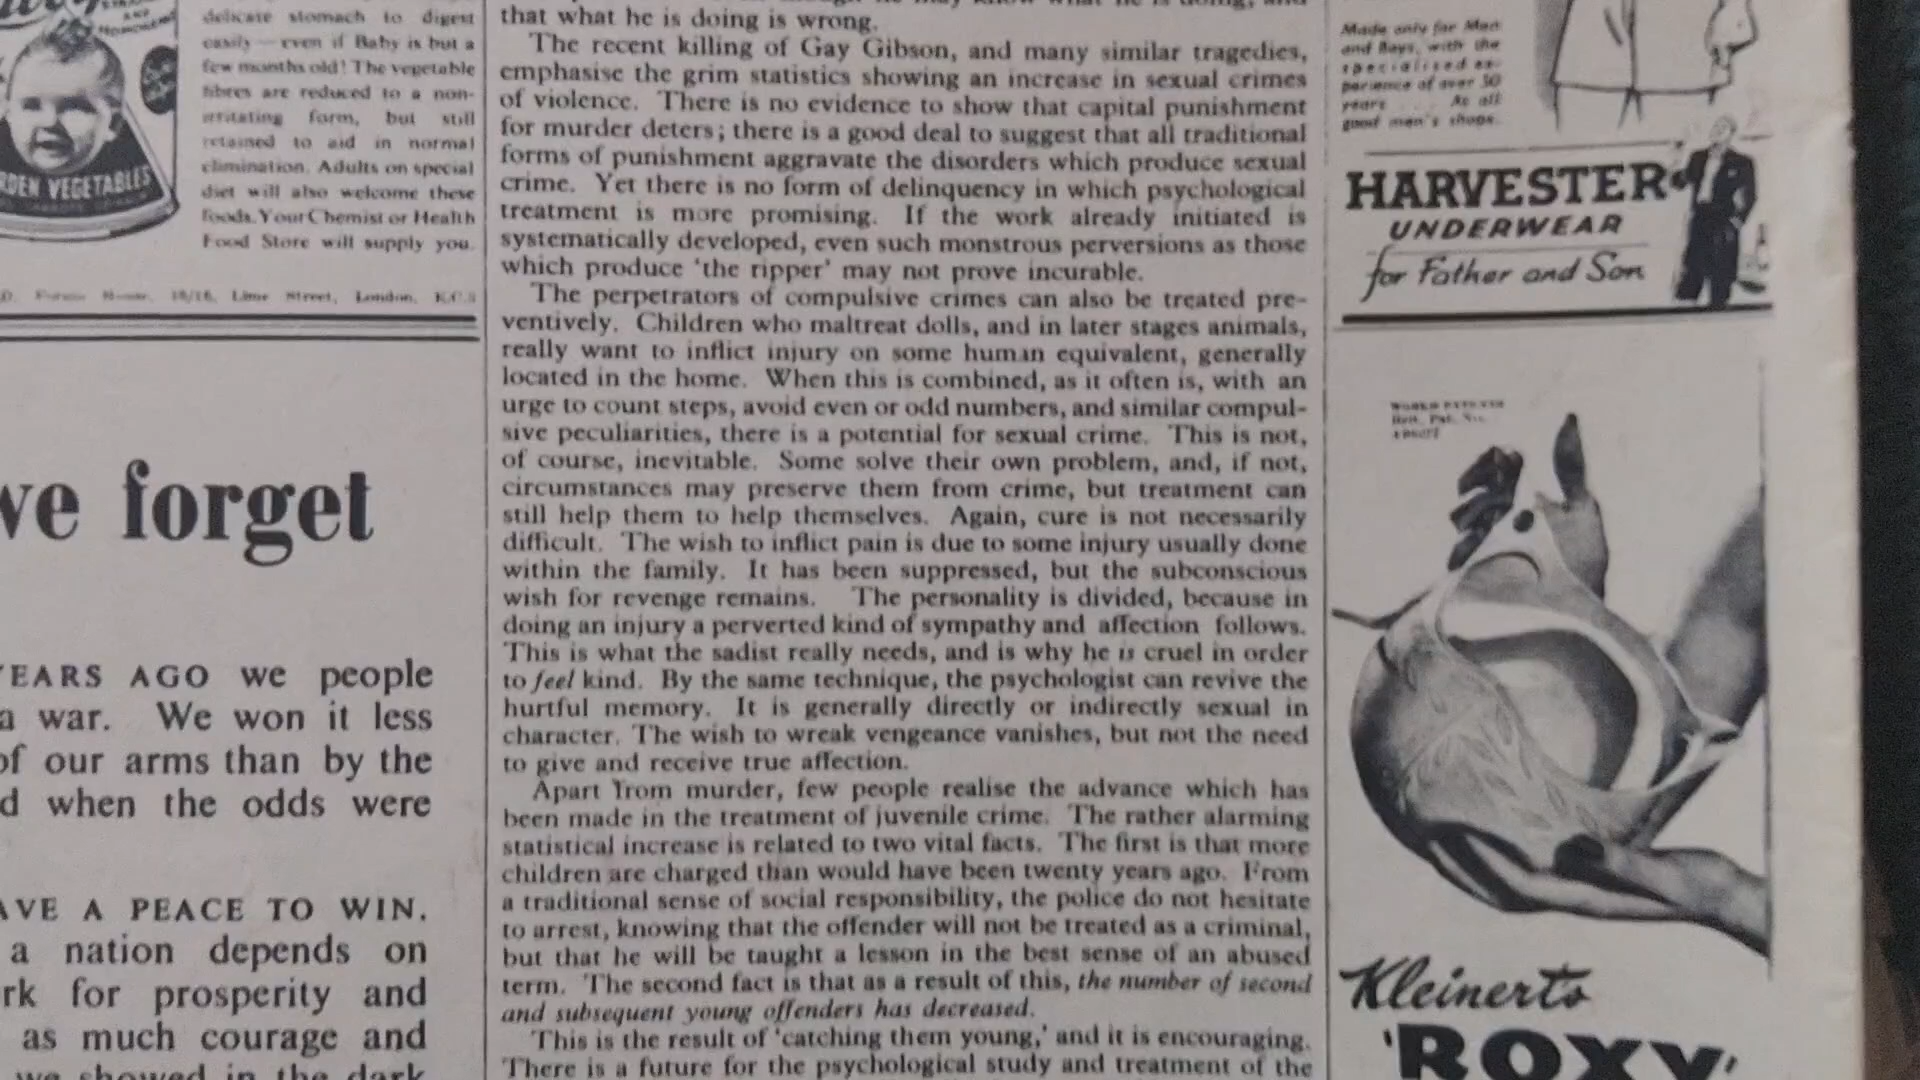 delicate stomach to digest
easily — even if Baby is but a
few months old! The vegetable
fibres are reduced to a non-
irritating form, but still
retained to aid in normal
elimination. Adults on special
diet will also welcome these
foods. Your Chemist or Health
Food Store will supply you.
VEGETABLES
Lime Street, London,
we forget
YEARS AGO we people
a war. We won it less
of our arms than by the
when the odds were
A PEACE TO WIN.
a nation depends on
for prosperity and
as much courage and
we showed in the dark
that what he is doing is wrong.
The recent killing of Gay Gibson, and many similar tragedies,
emphasise the grim statistics showing an increase in sexual crimes
of violence. There is no evidence to show that capital punishment
for murder deters; there is a good deal to suggest that all traditional
forms of punishment aggravate the disorders which produce sexual
crime. Yet there is no form of delinquency in which psychological
treatment is more promising. If the work already initiated is
systematically developed, even such monstrous perversions as those
which produce 'the ripper' may not prove incurable.
The perpetrators of compulsive crimes can also be treated pre-
ventively. Children who maltreat dolls, and in later stages animals,
really want to inflict injury on some human equivalent, generally
located in the home. When this is combined, as it often is, with an
urge to count steps, avoid even or odd numbers, and similar compul-
sive peculiarities, there is a potential for sexual crime. This is not,
of course, inevitable. Some solve their own problem, and, if not,
circumstances may preserve them from crime, but treatment can
still help them to help themselves. Again, cure is not necessarily
difficult. The wish to inflict pain is due to some injury usually done
within the family. It has been suppressed, but the subconscious
wish for revenge remains. The personality is divided, because in
doing an injury a perverted kind of sympathy and affection follows.
This is what the sadist really needs, and is why he is cruel in order
to feel kind. By the same technique, the psychologist can revive the
hurtful memory. It is generally directly or indirectly sexual in
character. The wish to wreak vengeance vanishes, but not the need
to give and receive true affection.
Apart from murder, few people realise the advance which has
been made in the treatment of juvenile crime. The rather alarming
statistical increase is related to two vital facts. The first is that more
children are charged than would have been twenty years ago. From
a traditional sense of social responsibility, the police do not hesitate
to arrest, knowing that the offender will not be treated as a criminal,
but that he will be taught a lesson in the best sense of an abused
term. The second fact is that as a result of this, the number of second
and subsequent young offenders has decreased.
This is the result of 'catching them young,' and it is encouraging.
There is a future for the psychological study and treatment of the
Made only for Men
and Boys, with the
specialised ex-
perience of over 50
years . . . At all
good men's shops.
HARVESTER
UNDERWEAR
for Father and Son
Kleinert's
'ROXY'